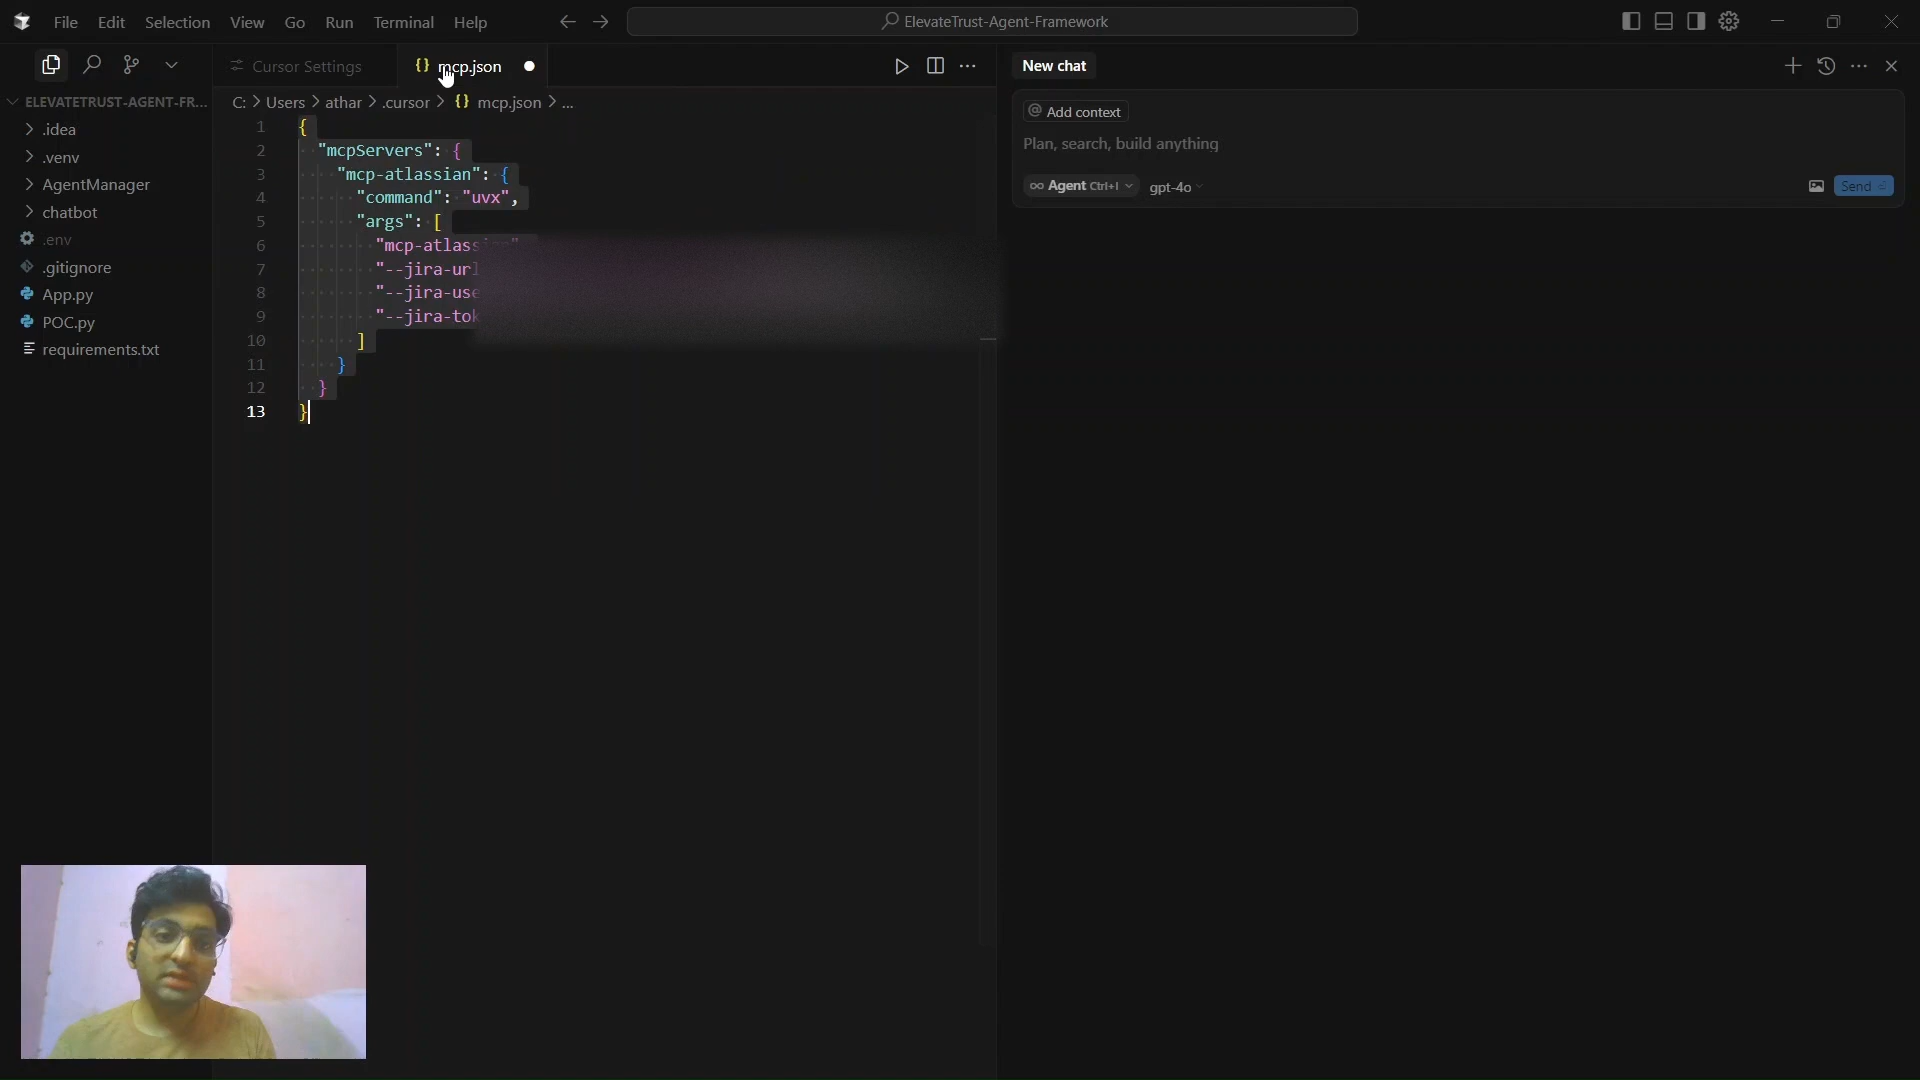 File Edit Selection View Go Run Terminal Help
ElevateTrust-Agent-Framework
Cursor Settings
mcp.json
ELEVATETRUST-AGENT-FR...
.idea
.venv
AgentManager
chatbot
.env
.gitignore
App.py
POC.py
requirements.txt
C: > Users > athar > .cursor > {} mcp.json > ...
1 {
2 "mcpServers": {
3 "mcp-atlassian": {
4 "command": "uvx",
5 "args": [
6 "mcp-atlass
7 "--jira-url
8 "--jira-use
9 "--jira-tok
10 ]
11 }
12 }
13 }
New chat
@ Add context
Plan, search, build anything
∞ Agent Ctrl+I
gpt-4o
Send